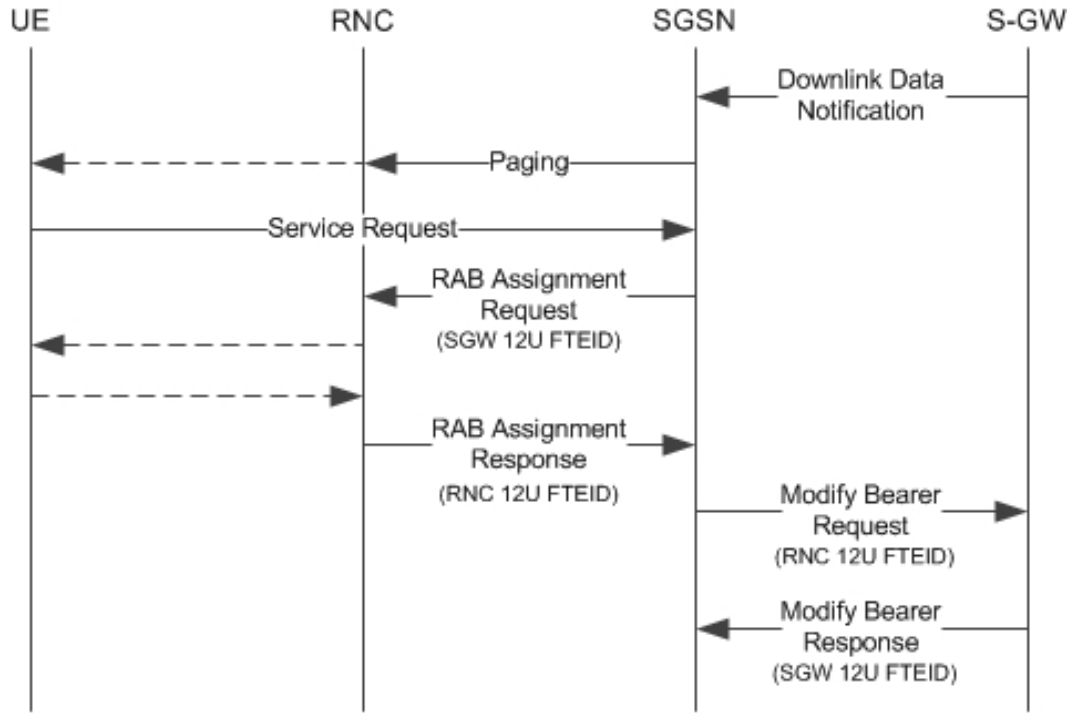 UE RNC SGSN S-GW
Downlink Data
Notification
Paging
Service Request
RAB Assignment
Request
(SGW 12U FTEID)
RAB Assignment
Response
(RNC 12U FTEID)
Modify Bearer
Request
(RNC 12U FTEID)
Modify Bearer
Response
(SGW 12U FTEID)